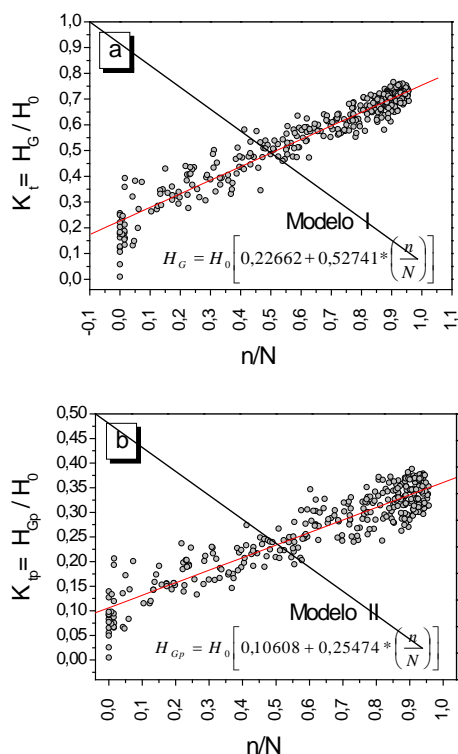 a
1,0
0,9
0,8
0,7
0,6
0,5
0,4
0,3
0,2
0,1
0,0
K_t = H_G / H_0
Modelo I
H_G = H_0 [0,22662 + 0,52741 * (n/N)]
-0,1 0,0 0,1 0,2 0,3 0,4 0,5 0,6 0,7 0,8 0,9 1,0 1,1
n/N
b
0,50
0,45
0,40
0,35
0,30
0,25
0,20
0,15
0,10
0,05
0,00
K_tp = H_Gp / H_0
Modelo II
H_Gp = H_0 [0,10608 + 0,25474 * (n/N)]
0,0 0,1 0,2 0,3 0,4 0,5 0,6 0,7 0,8 0,9 1,0
n/N